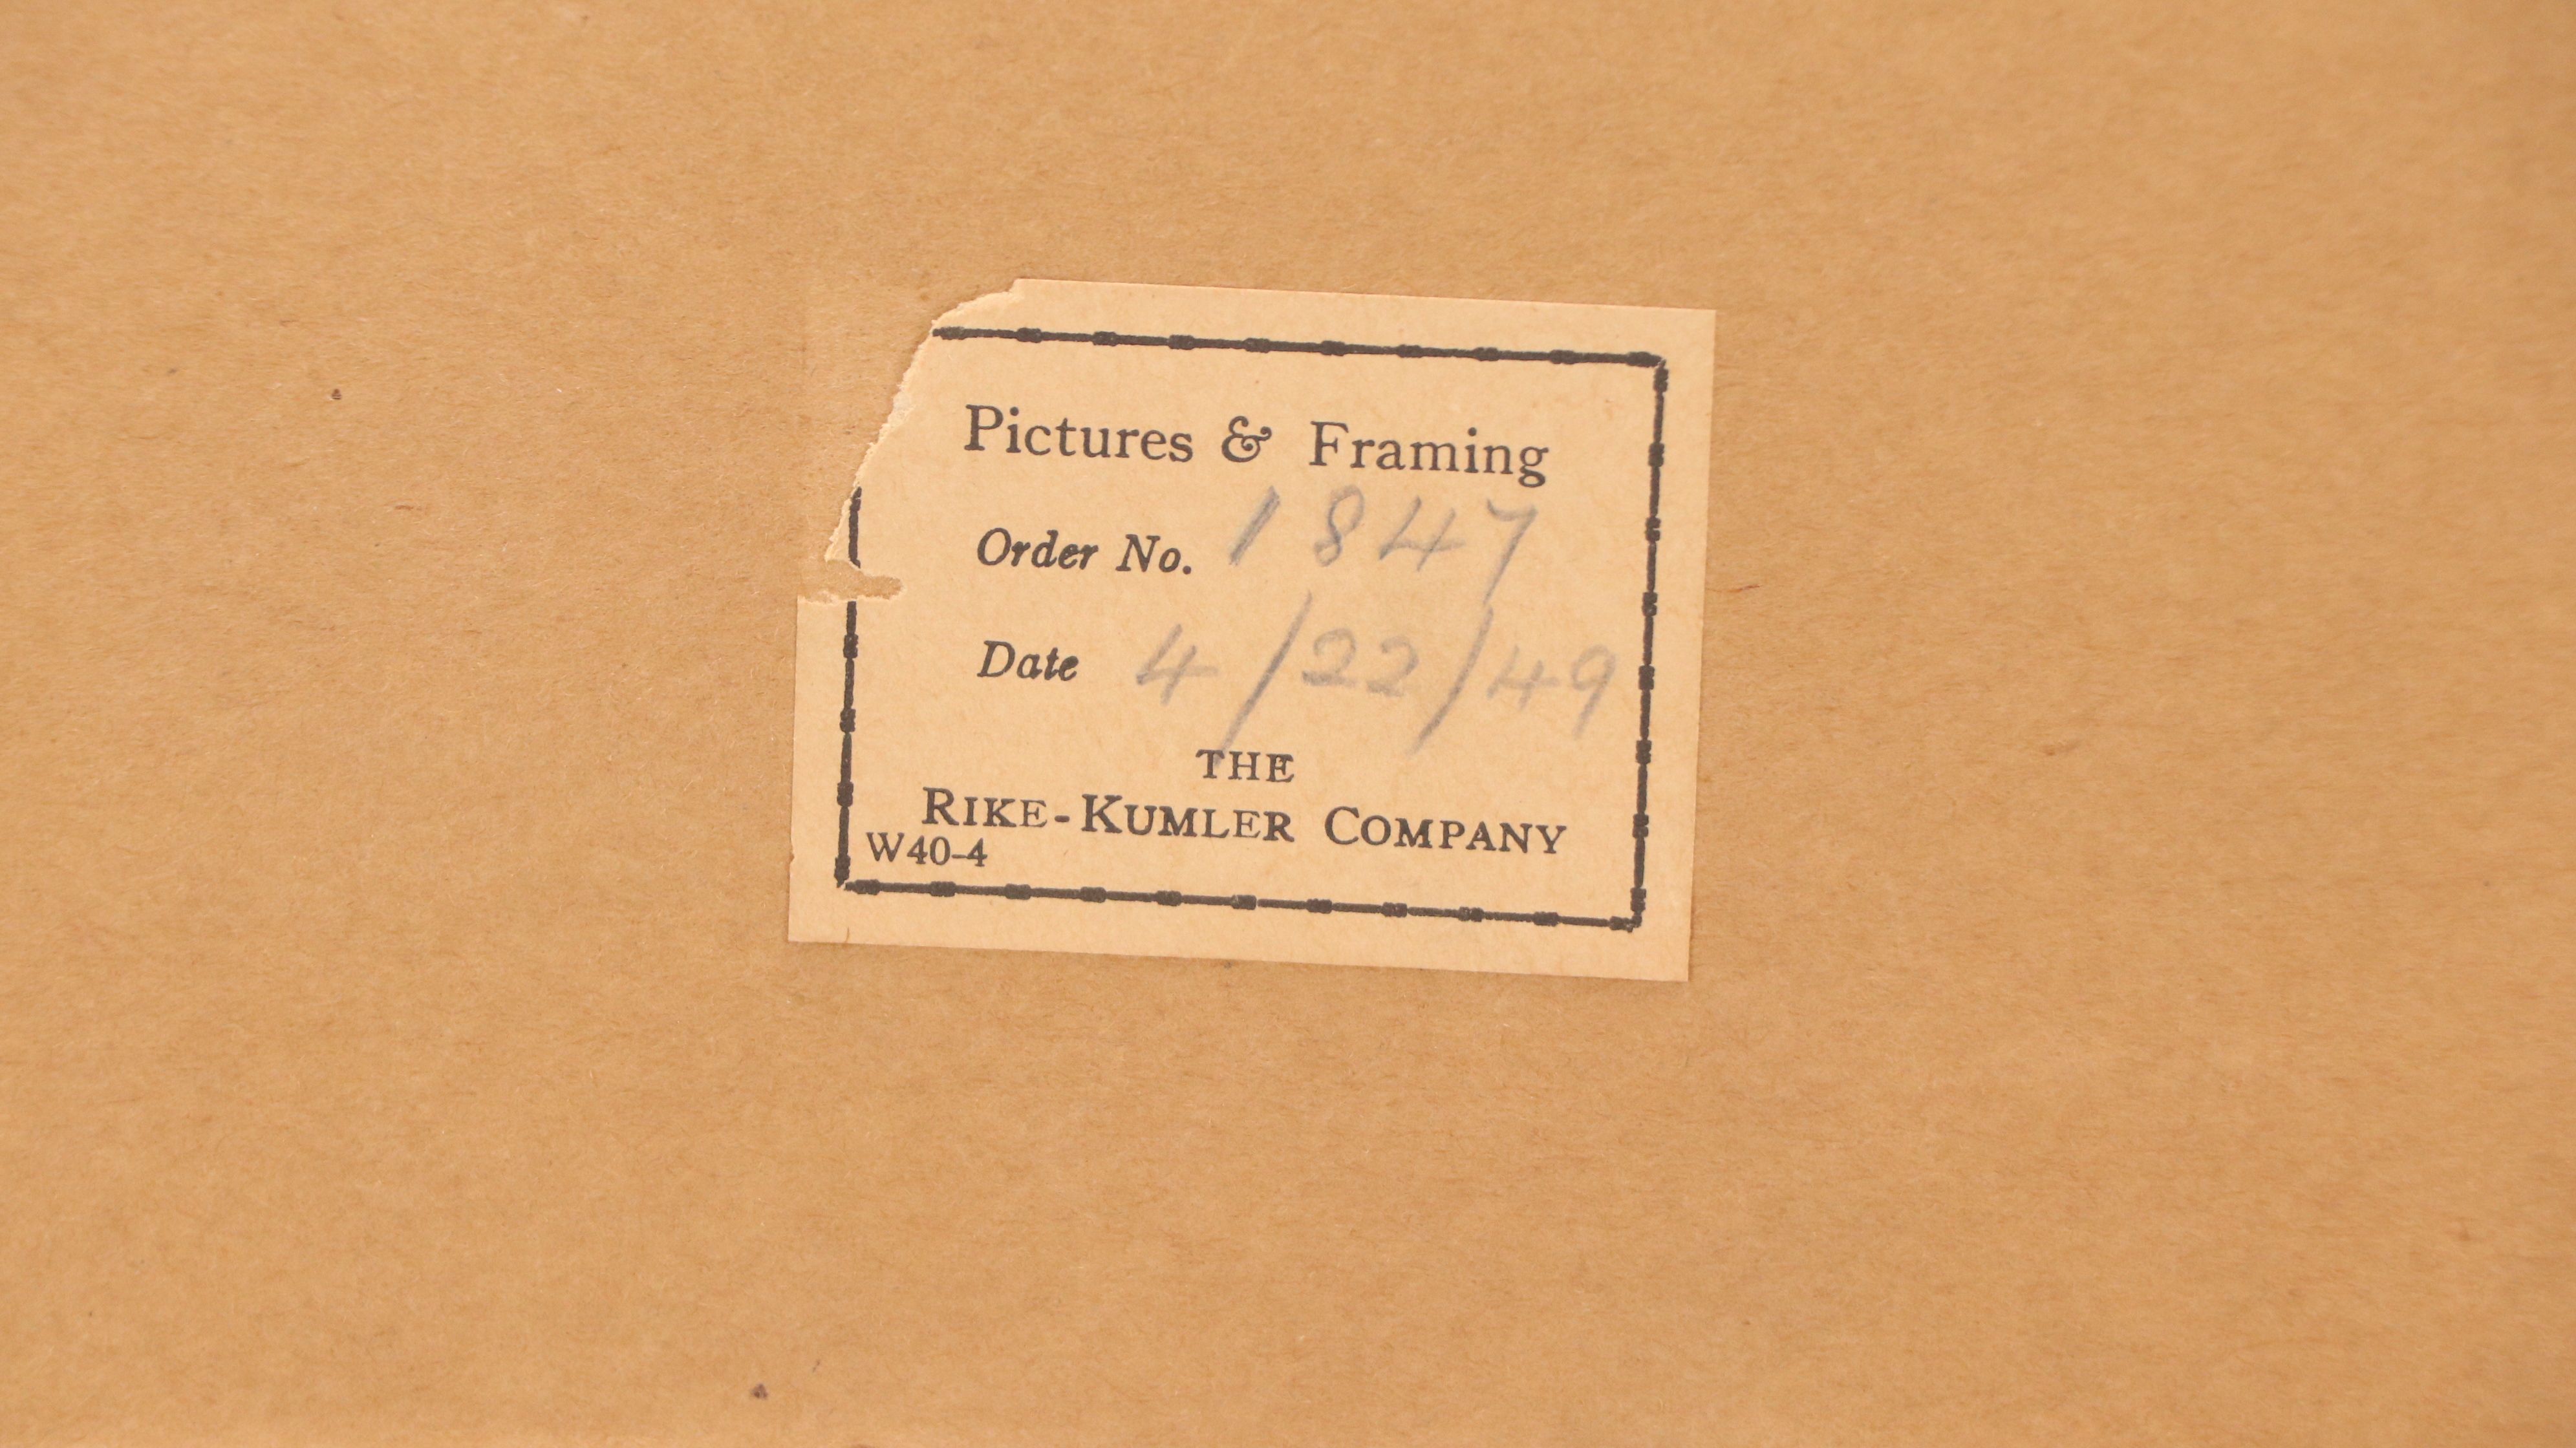 Pictures & Framing
Order No. 1847
Date 4/22/49
THE
RIKE-KUMLER COMPANY
W40-4